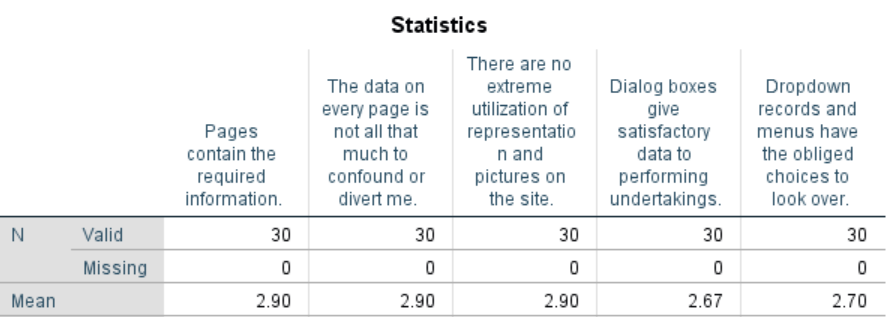 Statistics
Pages
contain the
required
information.
The data on
every page is
not all that
much to
confound or
divert me.
There are no
extreme
utilization of
representatio
n and
pictures on
the site.
Dialog boxes
give
satisfactory
data to
performing
undertakings.
Dropdown
records and
menus have
the obliged
choices to
look over.
N Valid 30 30 30 30 30
Missing 0 0 0 0 0
Mean 2.90 2.90 2.90 2.67 2.70